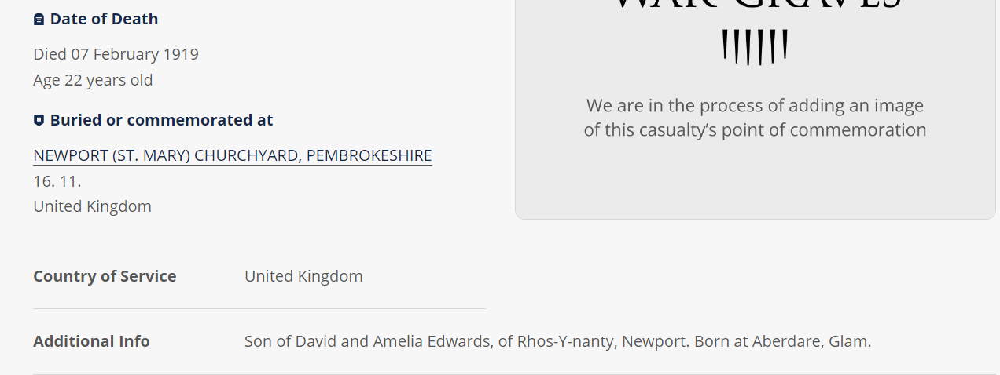 Date of Death
Died 07 February 1919
Age 22 years old
Buried or commemorated at
NEWPORT (ST. MARY) CHURCHYARD, PEMBROKESHIRE
16. 11.
United Kingdom
WAR GRAVES
We are in the process of adding an image
of this casualty’s point of commemoration
Country of Service United Kingdom
Additional Info Son of David and Amelia Edwards, of Rhos-Y-nanty, Newport. Born at Aberdare, Glam.